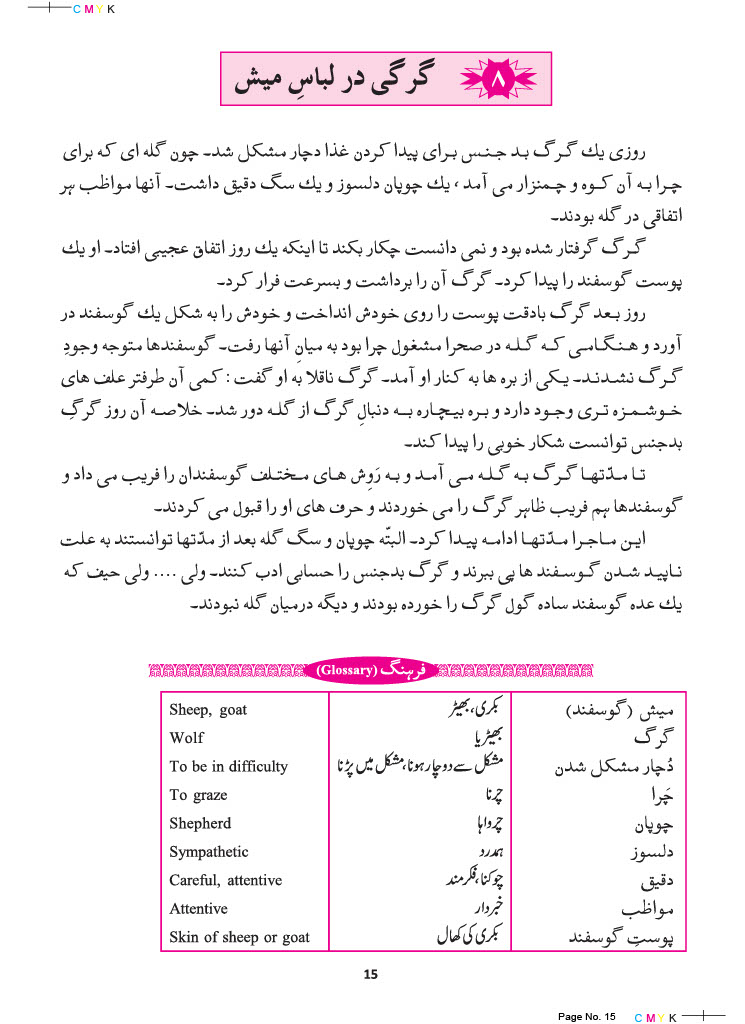 C M Y K
۸ گرگی در لباسِ میش
روزی یك گرگ بد جنس برای پیدا کردن غذا دچار مشکل شد۔ چون گله ای که برای
چرا به آن کوه و چمنزار می آمد ، یك چوپان دلسوز و یك سگ دقیق داشت۔ آنها مواظب هر
اتفاقی در گله بودند۔
گرگ گرفتار شده بود و نمی دانست چکار بکند تا اینکه یك روز اتفاق عجیبی افتاد۔ او یك
پوست گوسفند را پیدا کرد۔ گرگ آن را برداشت و بسرعت فرار کرد۔
روز بعد گرگ بادقت پوست را روی خودش انداخت و خودش را به شکل یك گوسفند در
آورد و هنگامی که گله در صحرا مشغول چرا بود به میانِ آنها رفت۔ گوسفندها متوجه وجودِ
گرگ نشدند۔ یکی از بره ها به کنار او آمد۔ گرگ ناقلا به او گفت : کمی آن طرفتر علف های
خوشمزه تری وجود دارد و بره بیچاره به دنبالِ گرگ از گله دور شد۔ خلاصه آن روز گرگِ
بدجنس توانست شکار خوبی را پیدا کند۔
تا مدّتها گرگ به گله می آمد و به رَوِش های مختلف گوسفندان را فریب می داد و
گوسفندها هم فریب ظاهر گرگ را می خوردند و حرف های او را قبول می کردند۔
این ماجرا مدّتها ادامه پیدا کرد۔ البتّه چوپان و سگ گله بعد از مدّتها توانستند به علت
ناپید شدن گوسفند ها پی ببرند و گرگ بدجنس را حسابی ادب کنند۔ ولی .... ولی حیف که
یك عده گوسفند ساده گول گرگ را خورده بودند و دیگه درمیان گله نبودند۔
فرہنگ (Glossary)
میش (گوسفند) بکری، بھیڑ Sheep, goat
گرگ بھیڑیا Wolf
دُچار مشکل شدن مشکل سے دوچار ہونا، مشکل میں پڑنا To be in difficulty
چَرا چرنا To graze
چوپان چرواہا Shepherd
دلسوز ہمدرد Sympathetic
دقیق چوکنا، فکرمند Careful, attentive
مواظب خبردار Attentive
پوستِ گوسفند بکری کی کھال Skin of sheep or goat
15
Page No. 15 C M Y K